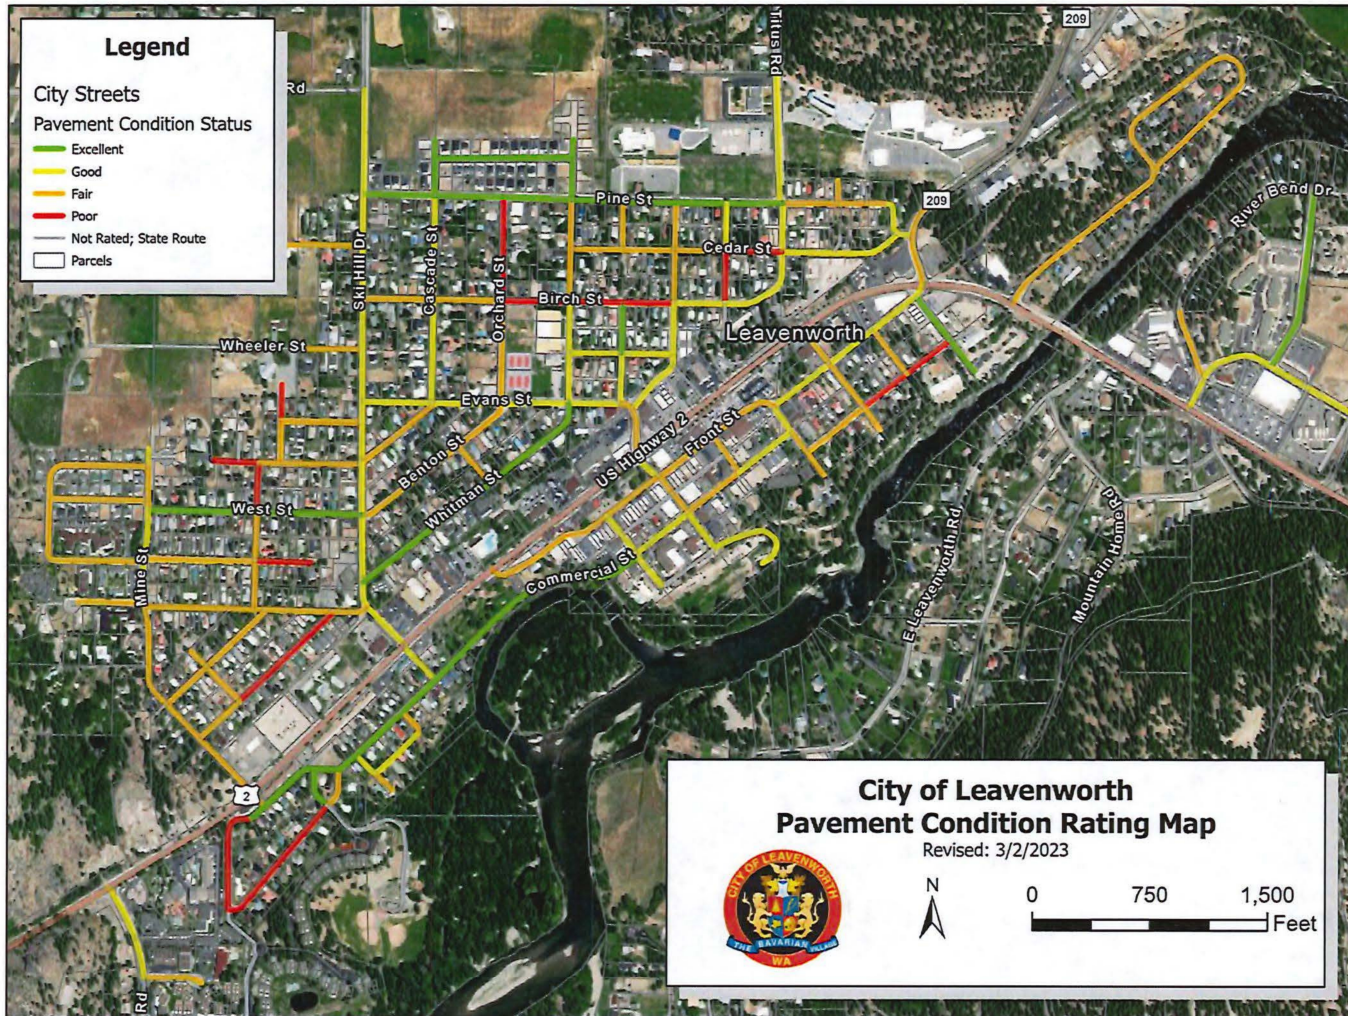 Legend
City Streets
Pavement Condition Status
Excellent
Good
Fair
Poor
Not Rated; State Route
Parcels
Rd
Titus Rd
209
Pine St
209
River Bend Dr
Ski Hill Dr
Cascade St
Orchard St
Cedar St
Birch St
Leavenworth
Wheeler St
Evans St
Benton St
Whitman St
US Highway 2
Front St
West St
Mine St
Commercial St
E Leavenworth Rd
Mountain Home Rd
2
Rd
City of Leavenworth
Pavement Condition Rating Map
Revised: 3/2/2023
CITY OF LEAVENWORTH
THE BAVARIAN VILLAGE
WA
N
0 750 1,500
Feet